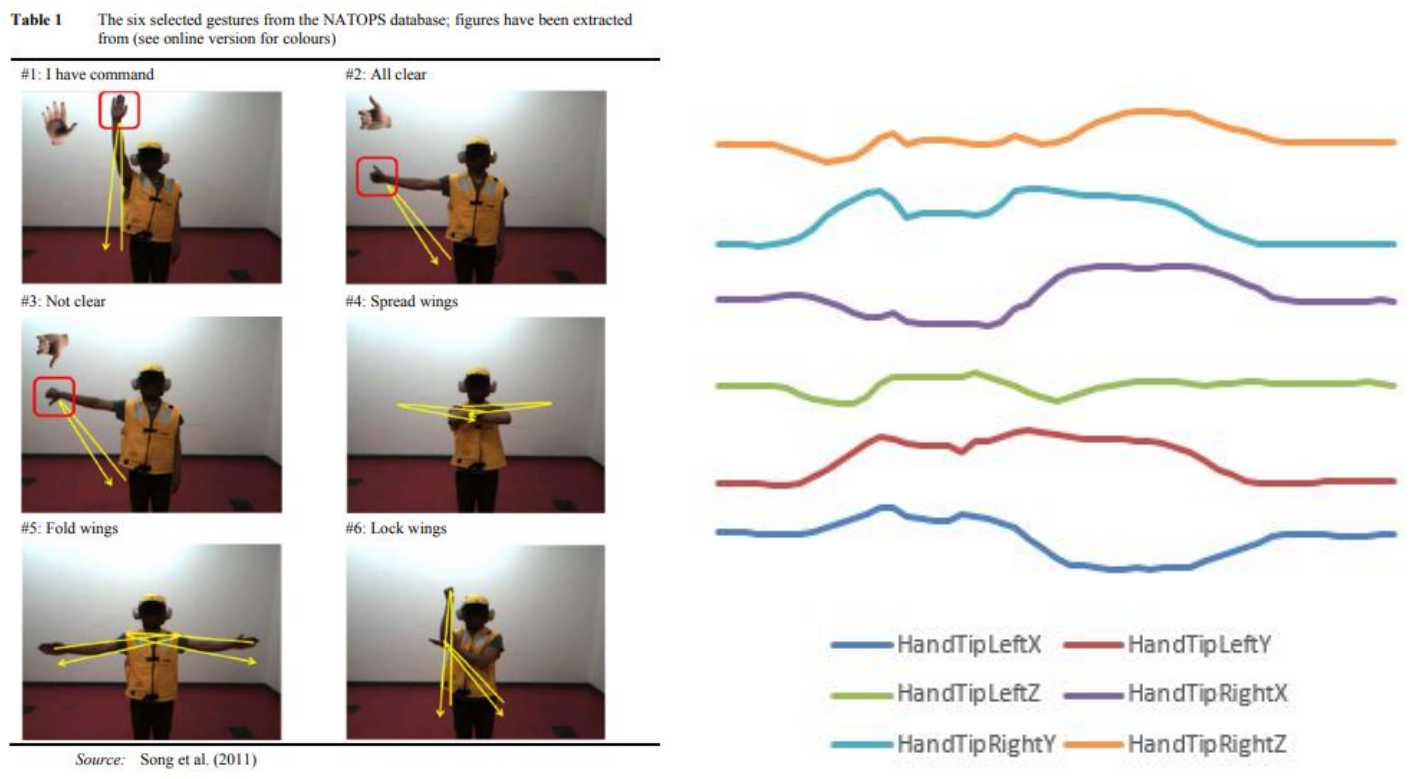 Table 1 The six selected gestures from the NATOPS database; figures have been extracted
from (see online version for colours)
#1: I have command
#2: All clear
#3: Not clear
#4: Spread wings
#5: Fold wings
#6: Lock wings
Source: Song et al. (2011)
HandTipLeftX
HandTipLeftY
HandTipLeftZ
HandTipRightX
HandTipRightY
HandTipRightZ